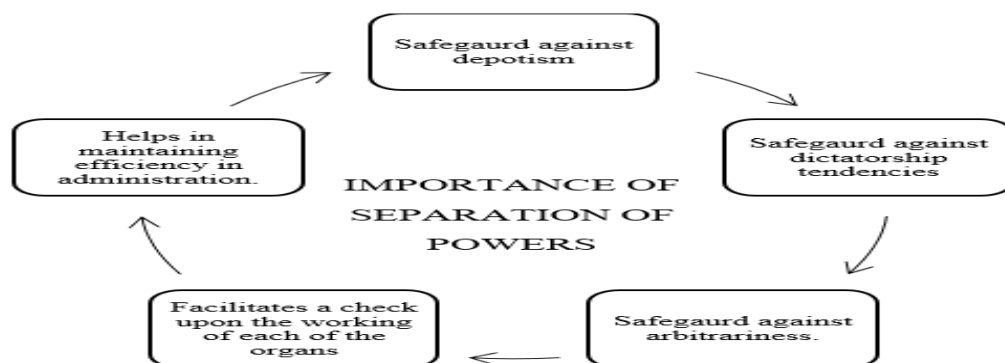 Safegaurd against
depotism
Safegaurd against
dictatorship
tendencies
Safegaurd against
arbitrariness.
Facilitates a check
upon the working
of each of the
organs
Helps in
maintaining
efficiency in
administration.
IMPORTANCE OF
SEPARATION OF
POWERS